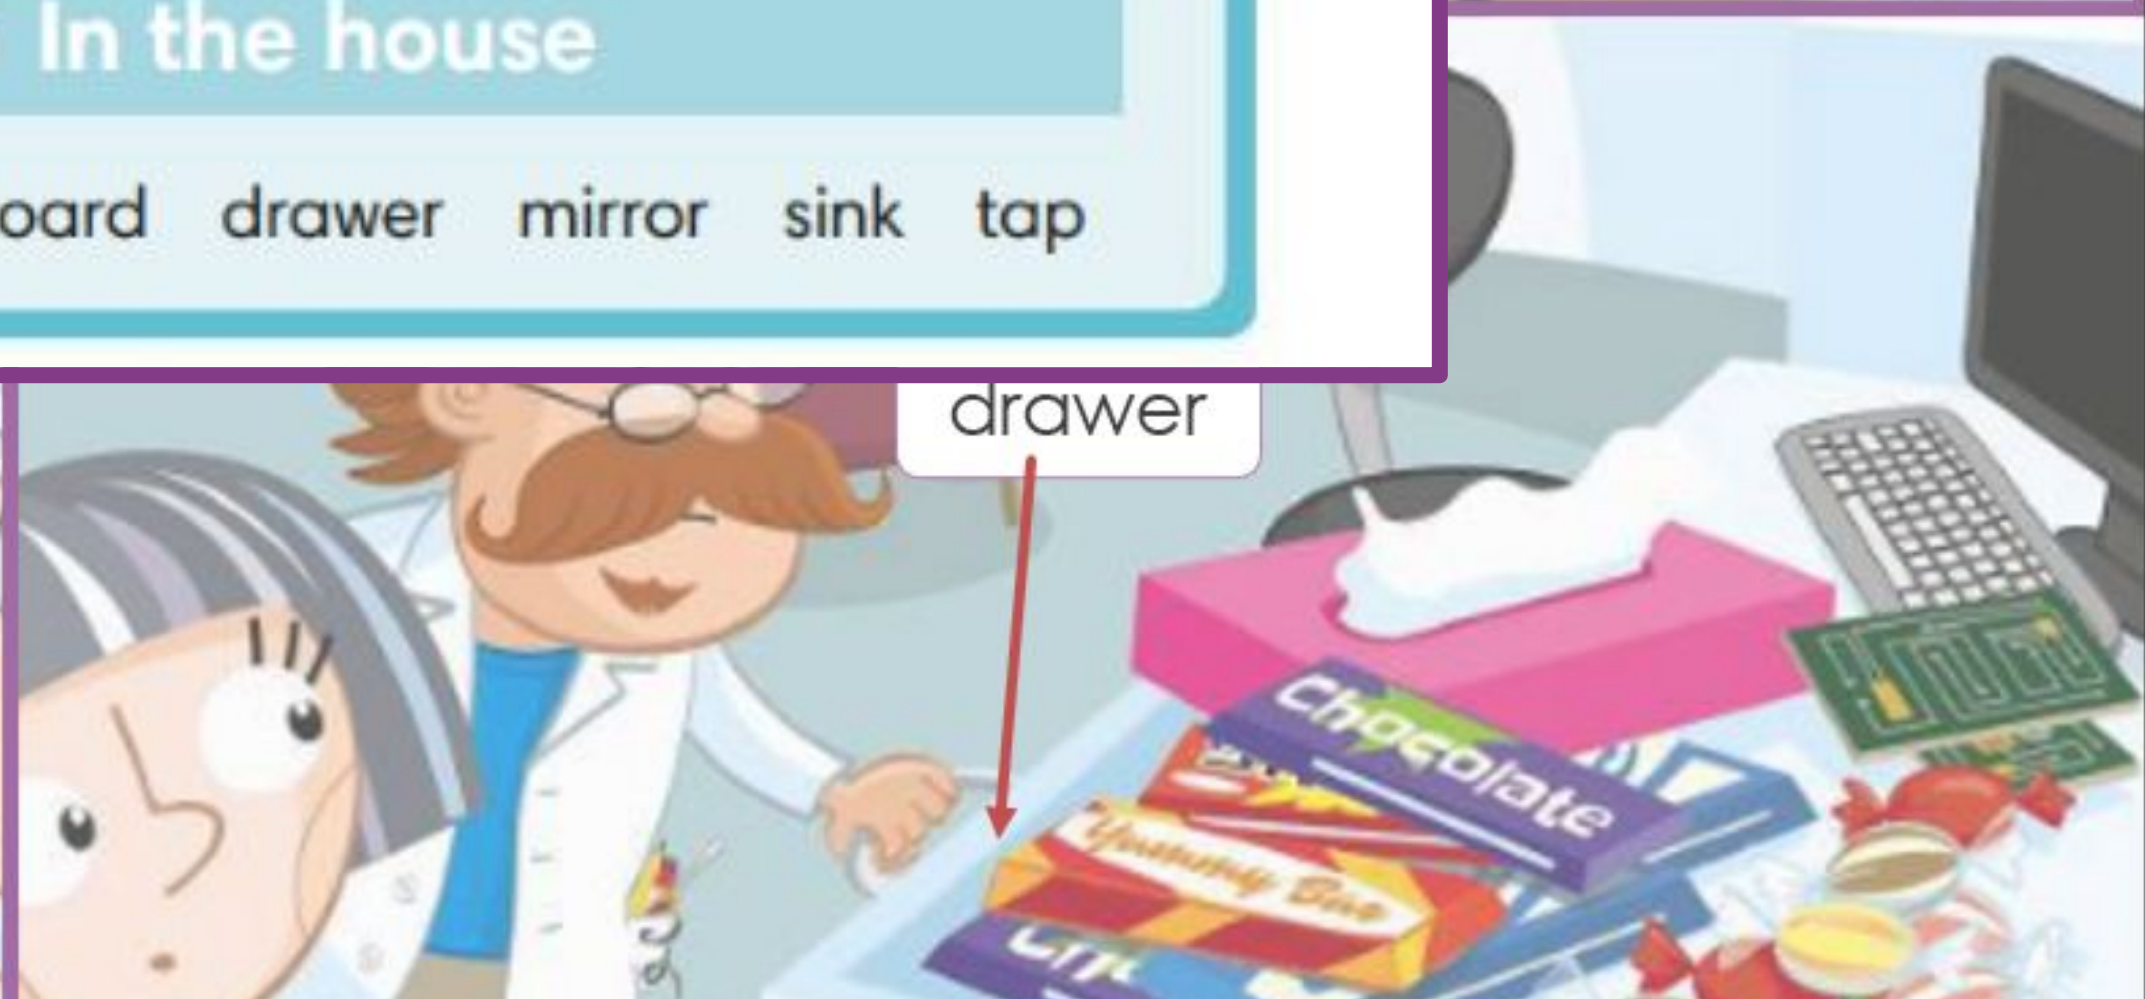 In the house
oard drawer mirror sink tap
drawer
Chocolate
Yummy Bar